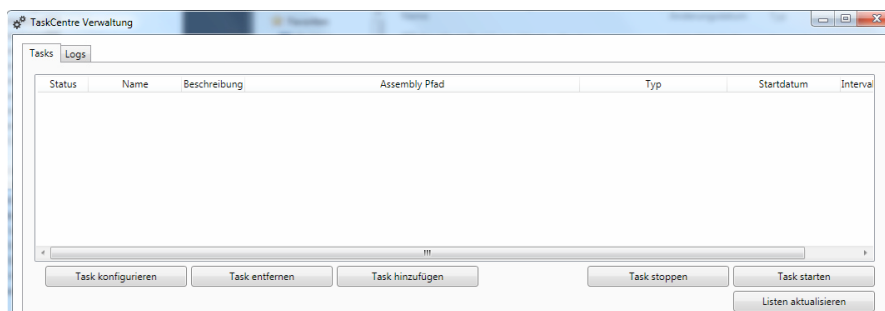 TaskCentre Verwaltung
Tasks Logs
Status Name Beschreibung Assembly Pfad Typ Startdatum Interval
Task konfigurieren Task entfernen Task hinzufügen Task stoppen Task starten
Listen aktualisieren